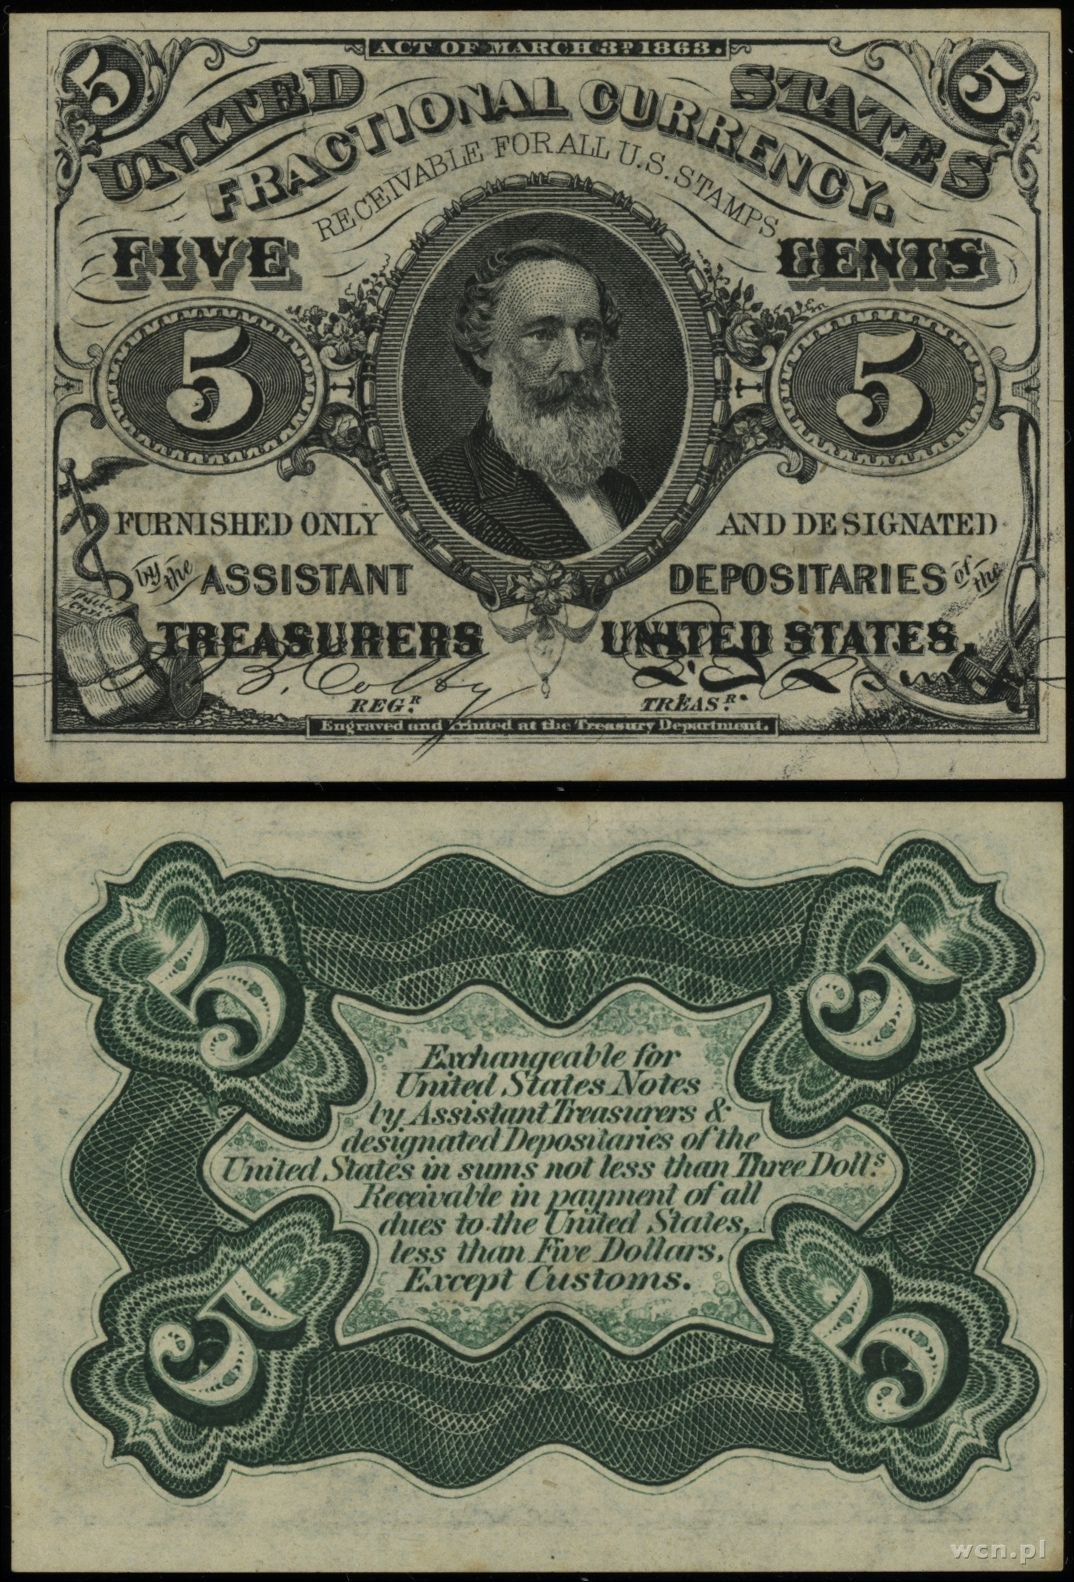 ACT OF MARCH 3D 1863.
5 5
UNITED STATES
FRACTIONAL CURRENCY.
RECEIVABLE FOR ALL U.S. STAMPS
FIVE CENTS
5 5
FURNISHED ONLY AND DESIGNATED
by the ASSISTANT DEPOSITARIES of the
TREASURERS UNITED STATES.
S. B. Colby
REG.R TREAS.R
Engraved and Printed at the Treasury Department.
5 5
Exchangeable for
United States Notes
by Assistant Treasurers &
designated Depositaries of the
United States in sums not less than Three Doll.s
Receivable in payment of all
dues to the United States,
less than Five Dollars,
Except Customs.
5 5
wcn.pl